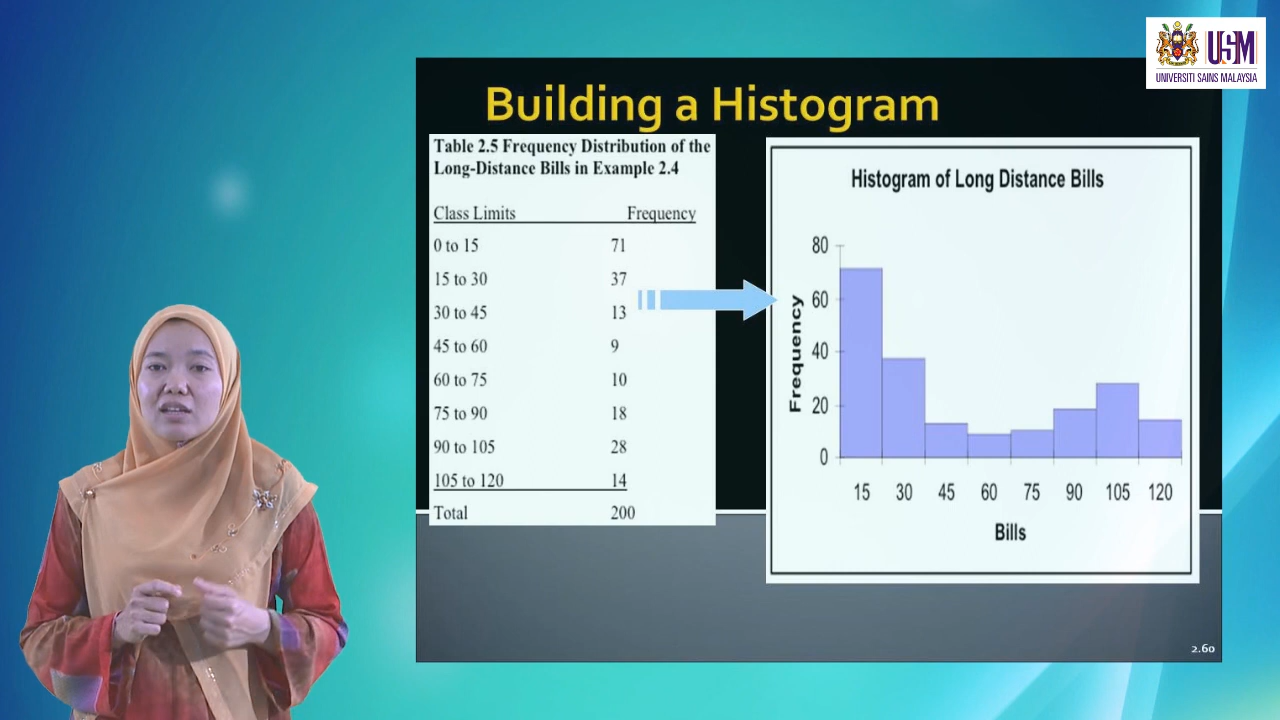 USM
UNIVERSITI SAINS MALAYSIA
Building a Histogram
Table 2.5 Frequency Distribution of the
Long-Distance Bills in Example 2.4
Class Limits Frequency
0 to 15 71
15 to 30 37
30 to 45 13
45 to 60 9
60 to 75 10
75 to 90 18
90 to 105 28
105 to 120 14
Total 200
Histogram of Long Distance Bills
Frequency
80
60
40
20
0
15 30 45 60 75 90 105 120
Bills
2.60